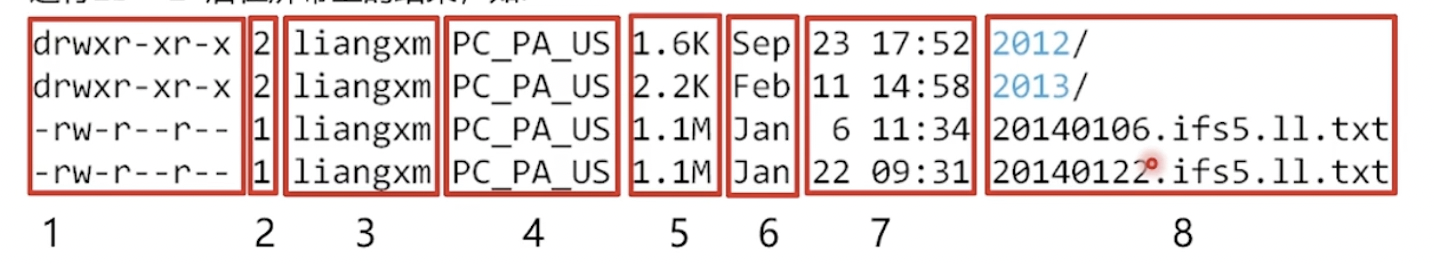 drwxr-xr-x 2 liangxm PC_PA_US 1.6K Sep 23 17:52 2012/
drwxr-xr-x 2 liangxm PC_PA_US 2.2K Feb 11 14:58 2013/
-rw-r--r-- 1 liangxm PC_PA_US 1.1M Jan 6 11:34 20140106.ifs5.ll.txt
-rw-r--r-- 1 liangxm PC_PA_US 1.1M Jan 22 09:31 20140122.ifs5.ll.txt
1 2 3 4 5 6 7 8